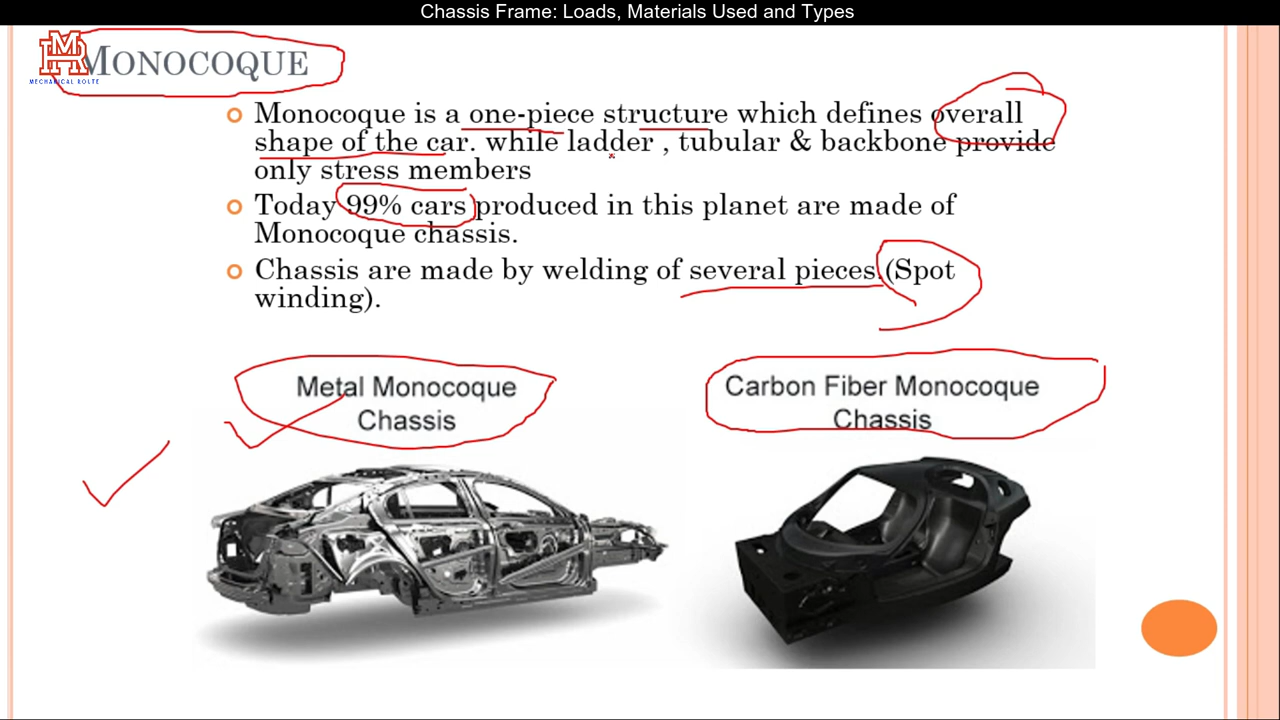 Chassis Frame: Loads, Materials Used and Types
MONOCOQUE
MECHANICAL ROLTE
Monocoque is a one-piece structure which defines overall
shape of the car. while ladder , tubular & backbone provide
only stress members
Today 99% cars produced in this planet are made of
Monocoque chassis.
Chassis are made by welding of several pieces.(Spot
winding).
Metal Monocoque
Chassis
Carbon Fiber Monocoque
Chassis